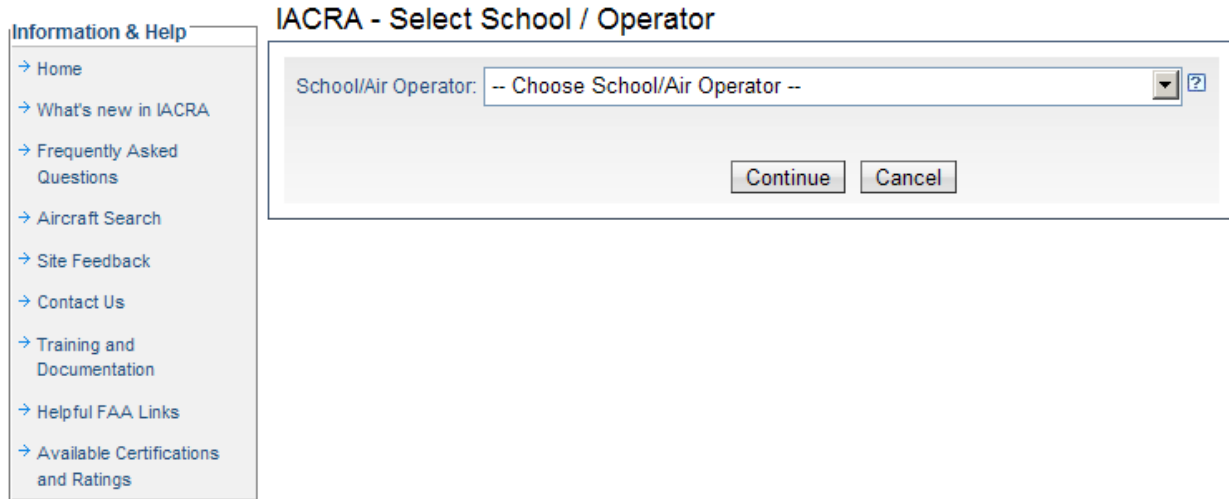 Information & Help
Home
What's new in IACRA
Frequently Asked
Questions
Aircraft Search
Site Feedback
Contact Us
Training and
Documentation
Helpful FAA Links
Available Certifications
and Ratings
IACRA - Select School / Operator
School/Air Operator: -- Choose School/Air Operator -- ?
Continue Cancel